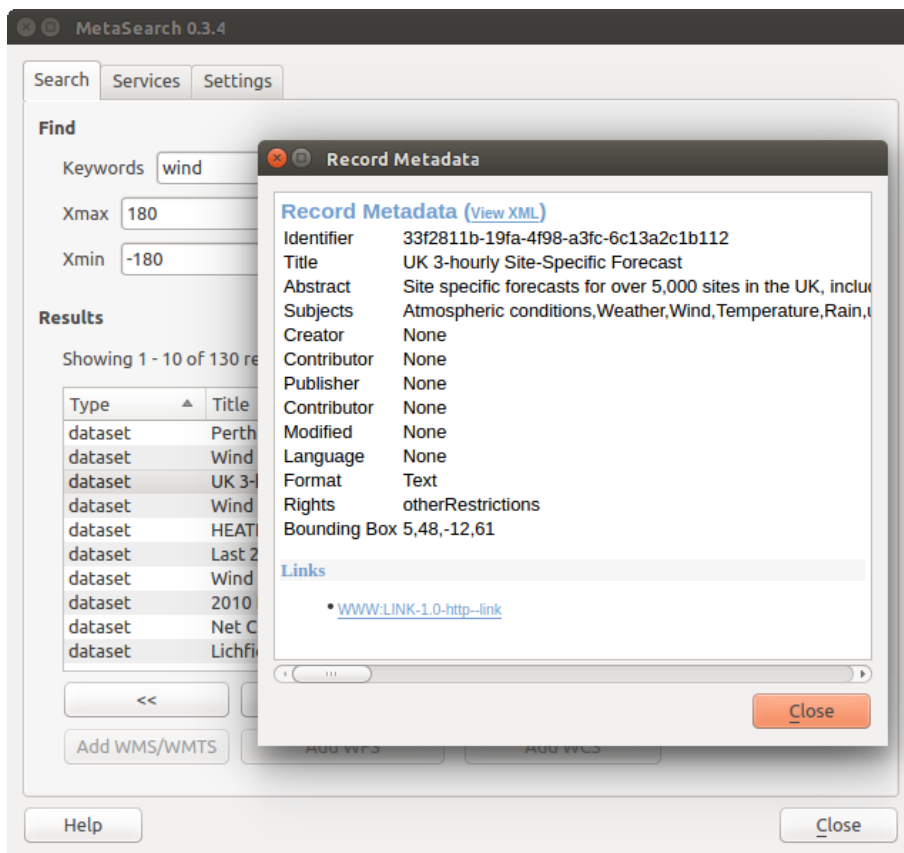 MetaSearch 0.3.4
Search Services Settings
Find
Keywords wind
Xmax 180
Xmin -180
Results
Showing 1 - 10 of 130 re
Type Title
dataset Perth
dataset Wind
dataset UK 3-
dataset Wind
dataset HEAT
dataset Last 2
dataset Wind
dataset 2010
dataset Net C
dataset Lichfi
<<
Add WMS/WMTS Add WFS Add WCS
Help Close
Record Metadata
Record Metadata (View XML)
Identifier 33f2811b-19fa-4f98-a3fc-6c13a2c1b112
Title UK 3-hourly Site-Specific Forecast
Abstract Site specific forecasts for over 5,000 sites in the UK, inclu
Subjects Atmospheric conditions,Weather,Wind,Temperature,Rain,
Creator None
Contributor None
Publisher None
Contributor None
Modified None
Language None
Format Text
Rights otherRestrictions
Bounding Box 5,48,-12,61
Links
• WWW:LINK-1.0-http--link
Close